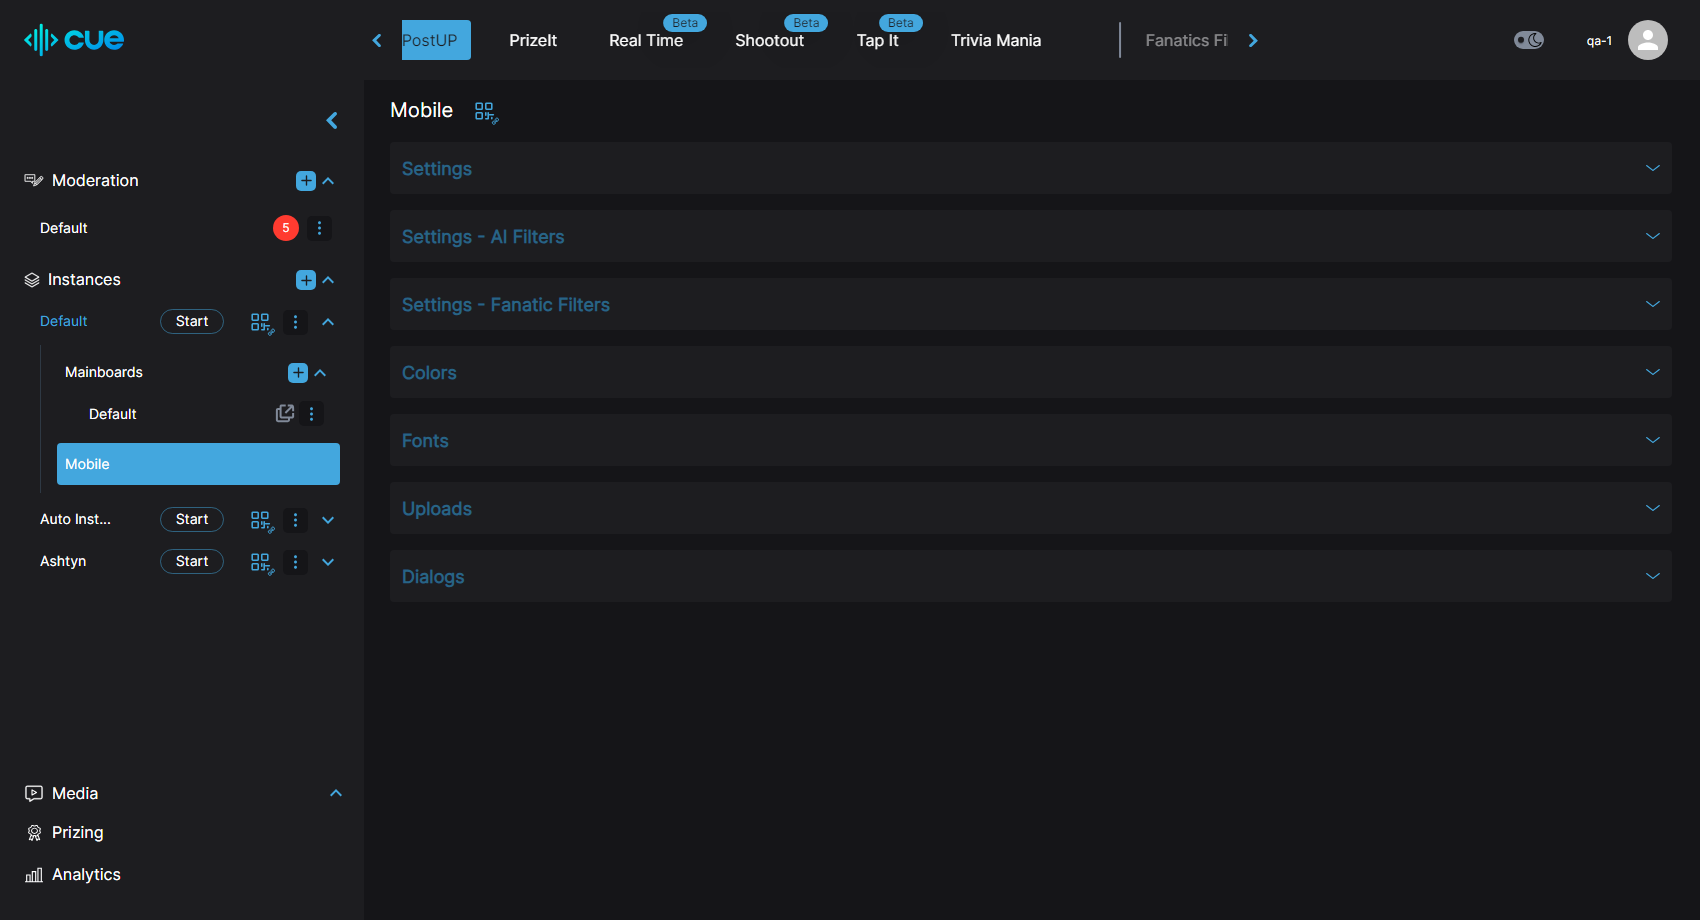 cue
PostUP
PrizeIt
Real Time
Beta
Shootout
Beta
Tap It
Beta
Trivia Mania
Fanatics Fi
qa-1
Moderation
Default
5
Instances
Default
Start
Mainboards
Default
Mobile
Auto Inst...
Start
Ashtyn
Start
Media
Prizing
Analytics
Mobile
Settings
Settings - AI Filters
Settings - Fanatic Filters
Colors
Fonts
Uploads
Dialogs